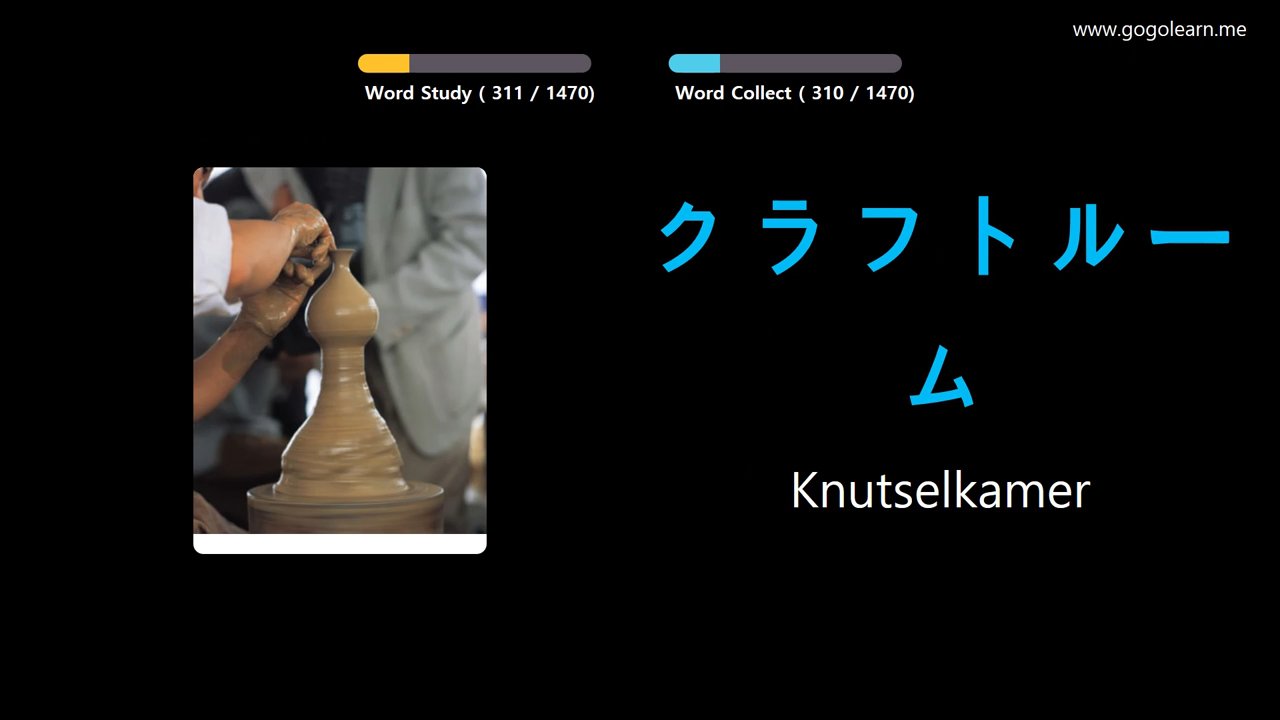 www.gogolearn.me
Word Study ( 311 / 1470)
Word Collect ( 310 / 1470)
クラフトルー
ム
Knutselkamer